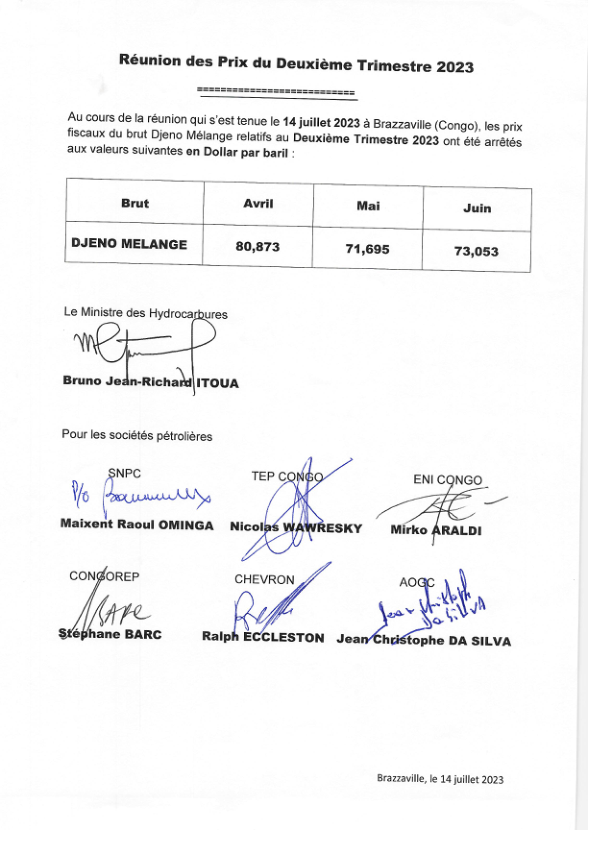 Réunion des Prix du Deuxième Trimestre 2023
===========================
Au cours de la réunion qui s'est tenue le 14 juillet 2023 à Brazzaville (Congo), les prix
fiscaux du brut Djeno Mélange relatifs au Deuxième Trimestre 2023 ont été arrêtés
aux valeurs suivantes en Dollar par baril :
Brut Avril Mai Juin
DJENO MELANGE 80,873 71,695 73,053
Le Ministre des Hydrocarbures
Bruno Jean-Richard ITOUA
Pour les sociétés pétrolières
SNPC TEP CONGO ENI CONGO
P/o
Maixent Raoul OMINGA Nicolas WAWRESKY Mirko ARALDI
CONGOREP CHEVRON AOGC
BARC
Jean Christophe
Da SILVA
Stéphane BARC Ralph ECCLESTON Jean Christophe DA SILVA
Brazzaville, le 14 juillet 2023